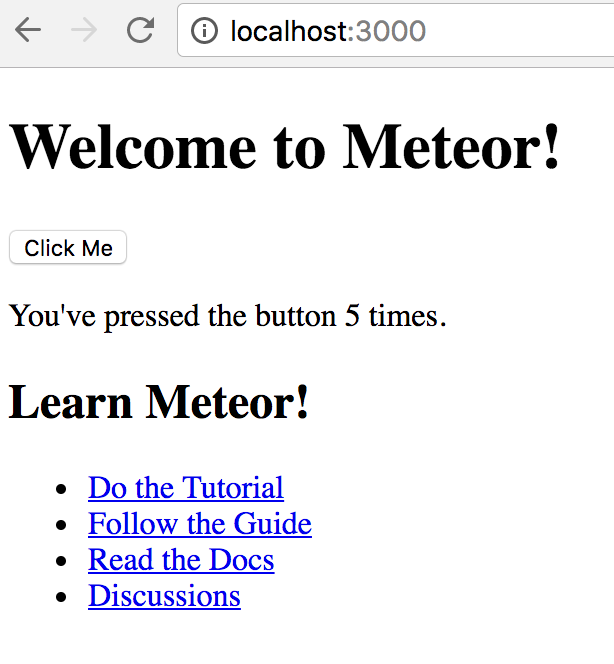 localhost:3000
Welcome to Meteor!
Click Me
You've pressed the button 5 times.
Learn Meteor!
Do the Tutorial
Follow the Guide
Read the Docs
Discussions